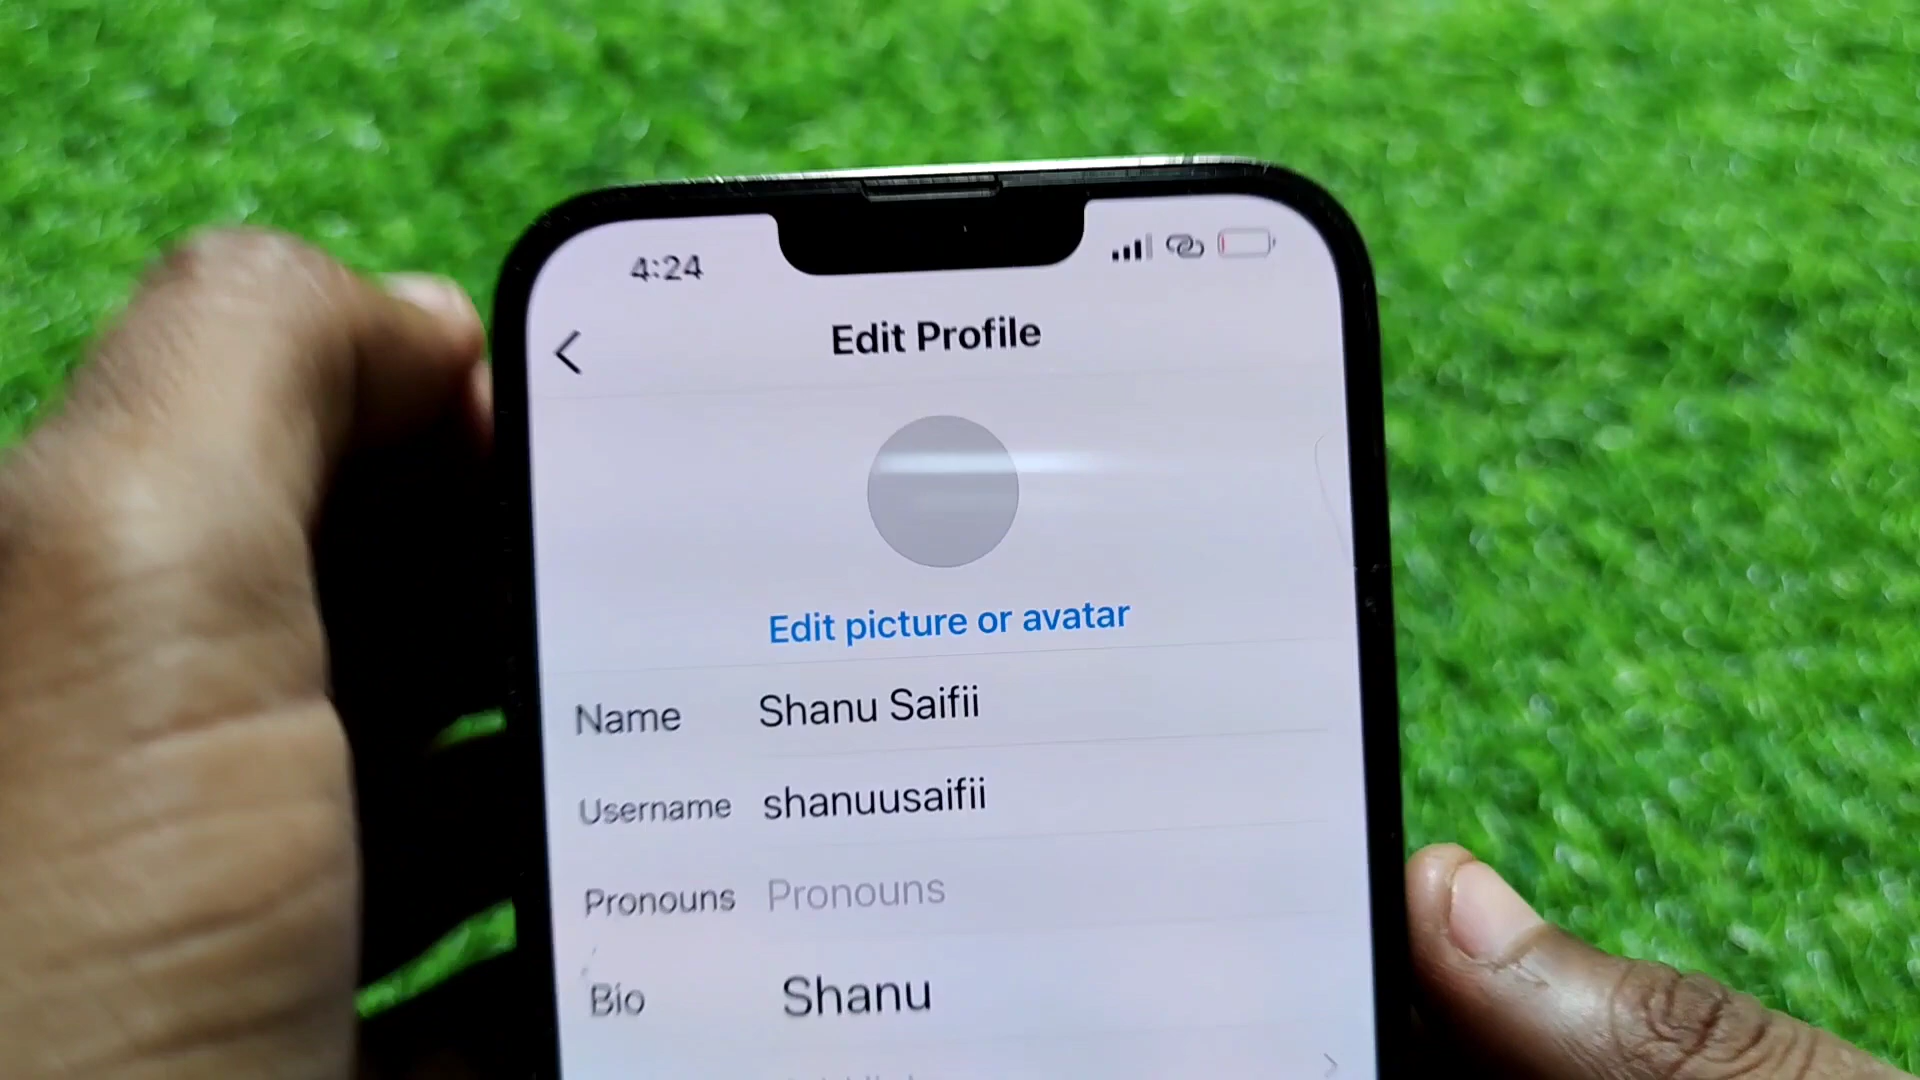 4:24
Edit Profile
Edit picture or avatar
Name Shanu Saifii
Username shanuusaifii
Pronouns Pronouns
Bio Shanu